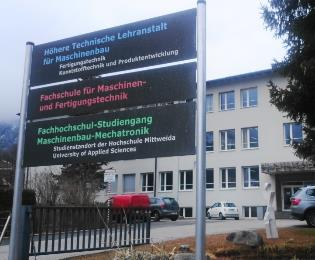 Höhere Technische Lehranstalt
für Maschinenbau
Fertigungstechnik
Kunststofftechnik und Produktentwicklung
Fachschule für Maschinen-
und Fertigungstechnik
Fachhochschul-Studiengang
Maschinenbau-Mechatronik
Studienstandort der Hochschule Mittweida
University of Applied Sciences